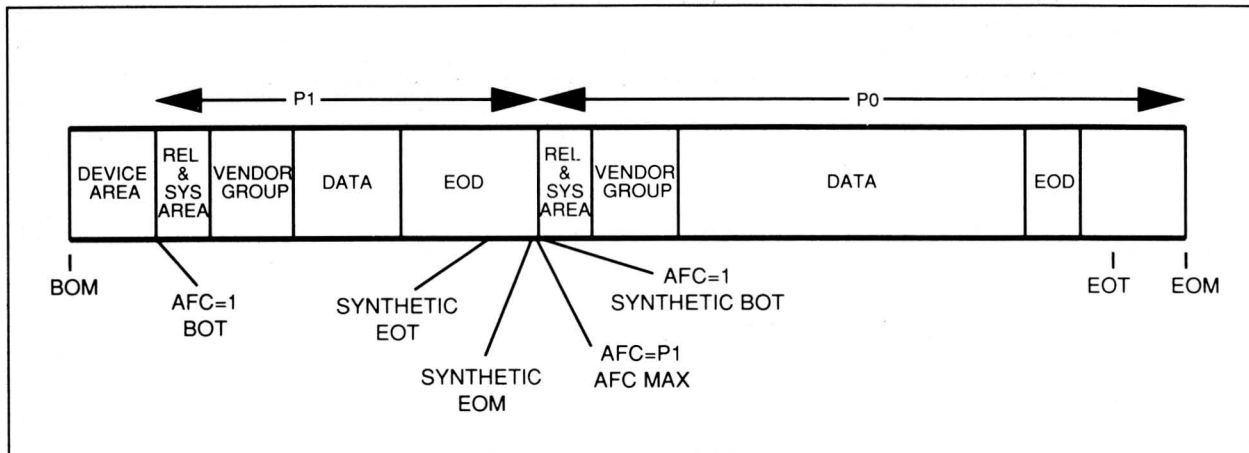 P1
P0
DEVICE
AREA
REL
&
SYS
AREA
VENDOR
GROUP
DATA
EOD
REL
&
SYS
AREA
VENDOR
GROUP
DATA
EOD
BOM
AFC=1
BOT
SYNTHETIC
EOT
SYNTHETIC
EOM
AFC=P1
AFC MAX
AFC=1
SYNTHETIC BOT
EOT
EOM